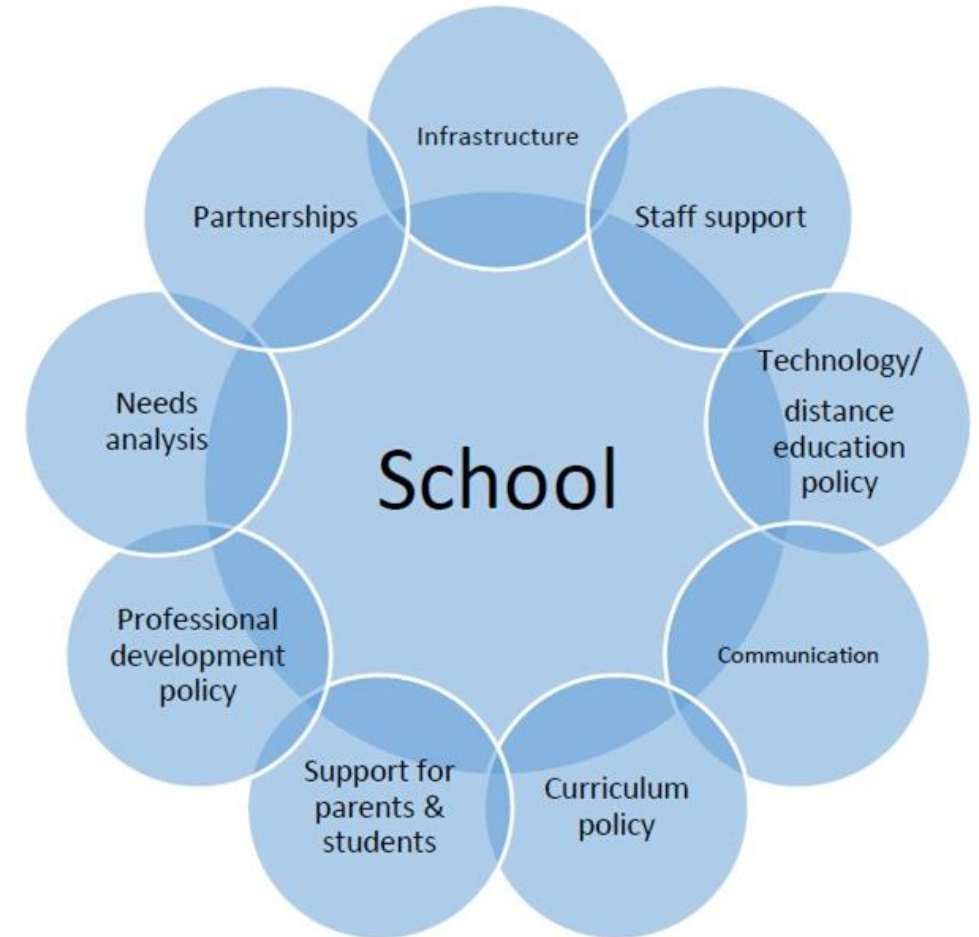 Infrastructure
Staff support
Technology/
distance
education
policy
Communication
Curriculum
policy
Support for
parents &
students
Professional
development
policy
Needs
analysis
Partnerships
School